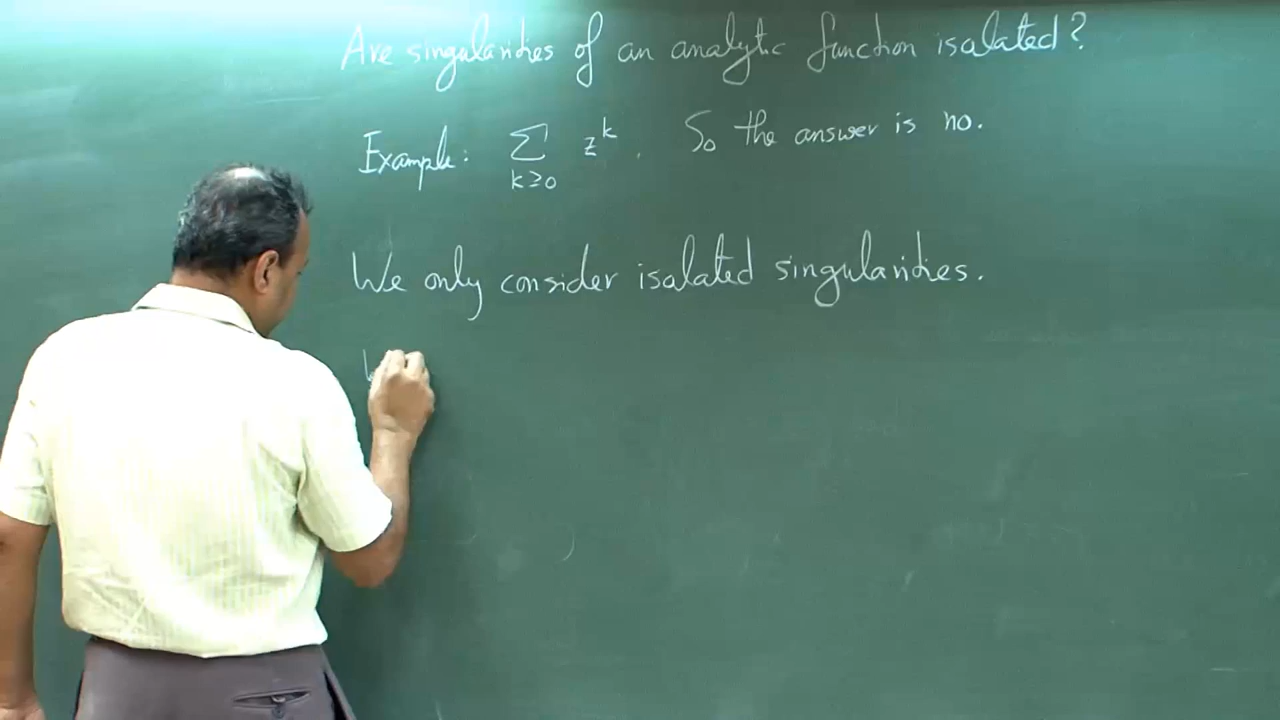 Are singularities of an analytic function isolated?
Example: ∑_{k≥0} z^k. So the answer is no.
We only consider isolated singularities.